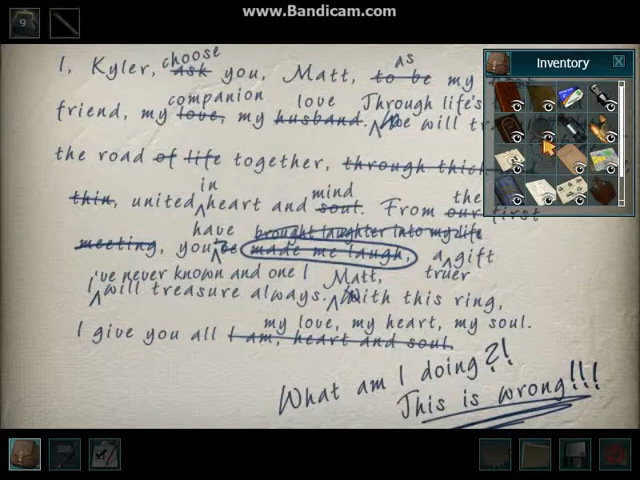 www.Bandicam.com
9
Inventory
choose as
I, Kyler, ask you, Matt, to be my
companion love Through life's
friend, my love, my husband. We will
the road of life together, through thick
in mind the
thin, united heart and soul. From our first
have brought laughter into my life
meeting, you've made me laugh, a gift
I've never known and one I Matt, truer
I will treasure always. With this ring,
my love, my heart, my soul.
I give you all I am, heart and soul.
What am I doing?!
This is wrong!!!